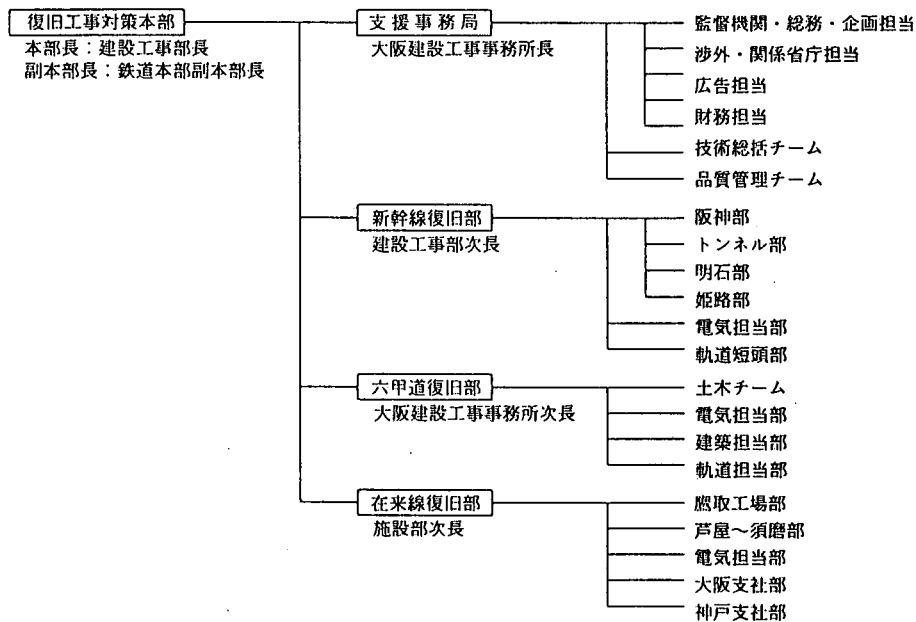 復旧工事対策本部
本部長：建設工事部長
副本部長：鉄道本部副本部長
支援事務局
大阪建設工事事務所長
監督機関・総務・企画担当
渉外・関係省庁担当
広告担当
財務担当
技術総括チーム
品質管理チーム
新幹線復旧部
建設工事部次長
阪神部
トンネル部
明石部
姫路部
電気担当部
軌道短頭部
六甲道復旧部
大阪建設工事事務所次長
土木チーム
電気担当部
建築担当部
軌道担当部
在来線復旧部
施設部次長
鷹取工場部
芦屋～須磨部
電気担当部
大阪支社部
神戸支社部